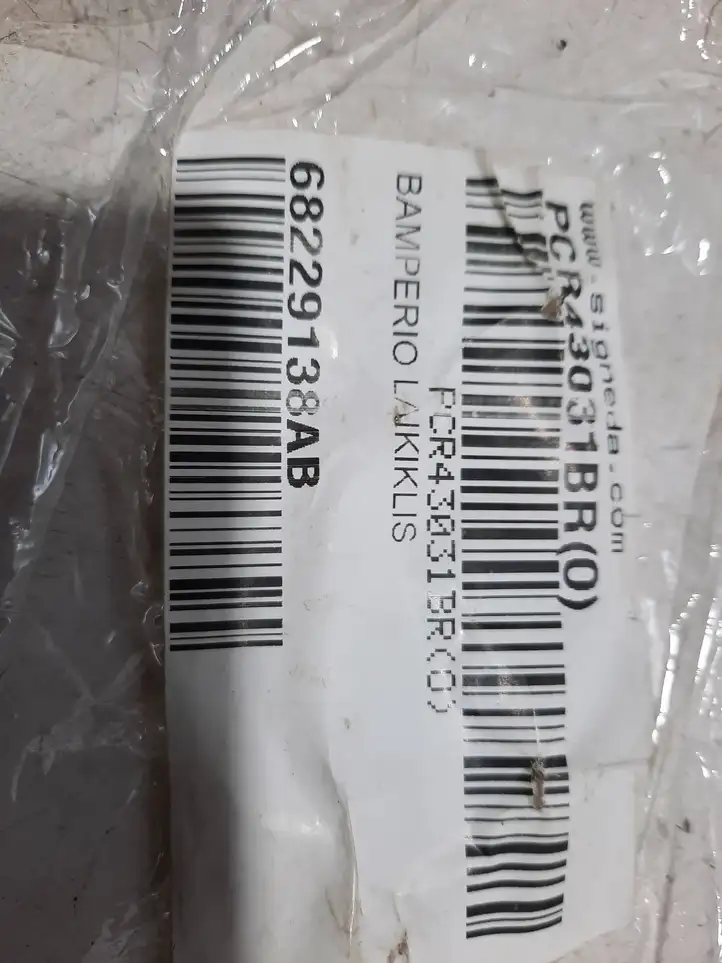 www.signeda.com
PCR43031BR(O)
PCR43031BR(O)
BAMPERIO LAIKIKLIS
68229138AB